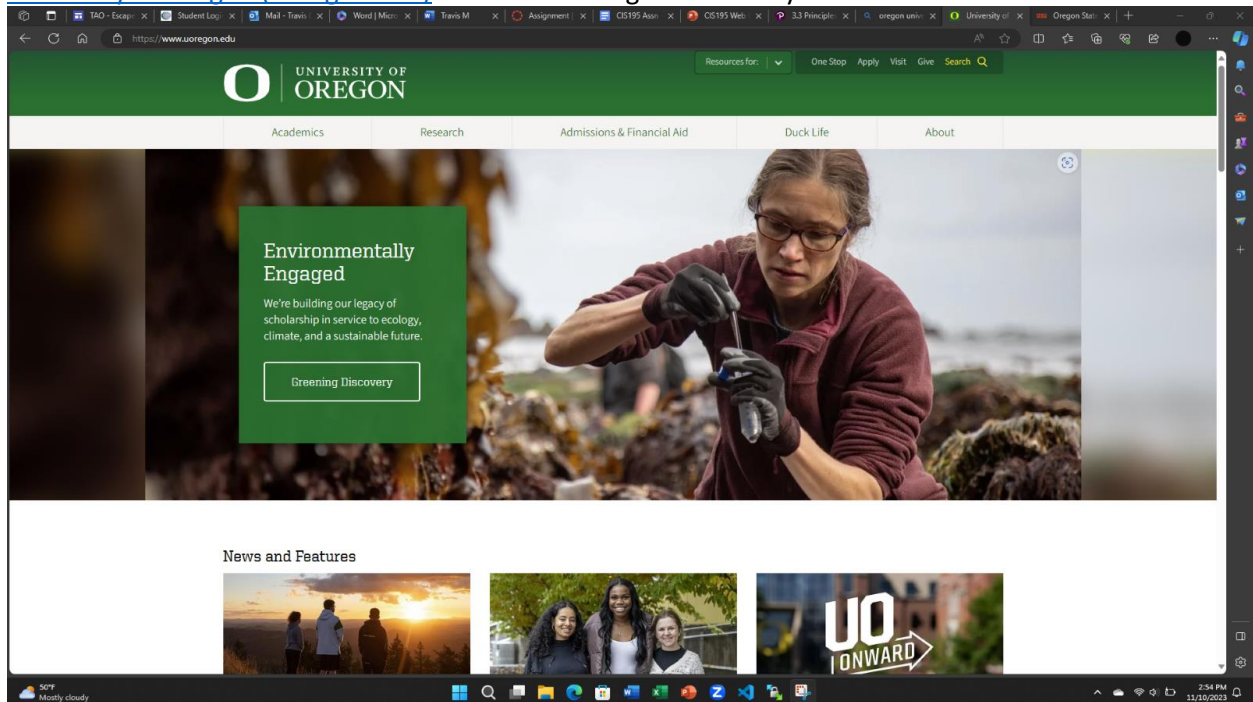 TAO - Escape
Student Logi
Mail - Travis
Word | Micro
Travis M
Assignment
CIS195 Assn
CIS195 Web
3.3 Principle
oregon unive
University of
Oregon Stat
https://www.uoregon.edu
UNIVERSITY OF
OREGON
Resources for:
One Stop Apply Visit Give Search
Academics Research Admissions & Financial Aid Duck Life About
Environmentally
Engaged
We're building our legacy of
scholarship in service to ecology,
climate, and a sustainable future.
Greening Discovery
News and Features
UO
ONWARD
50°F
Mostly cloudy
2:54 PM
11/10/2023